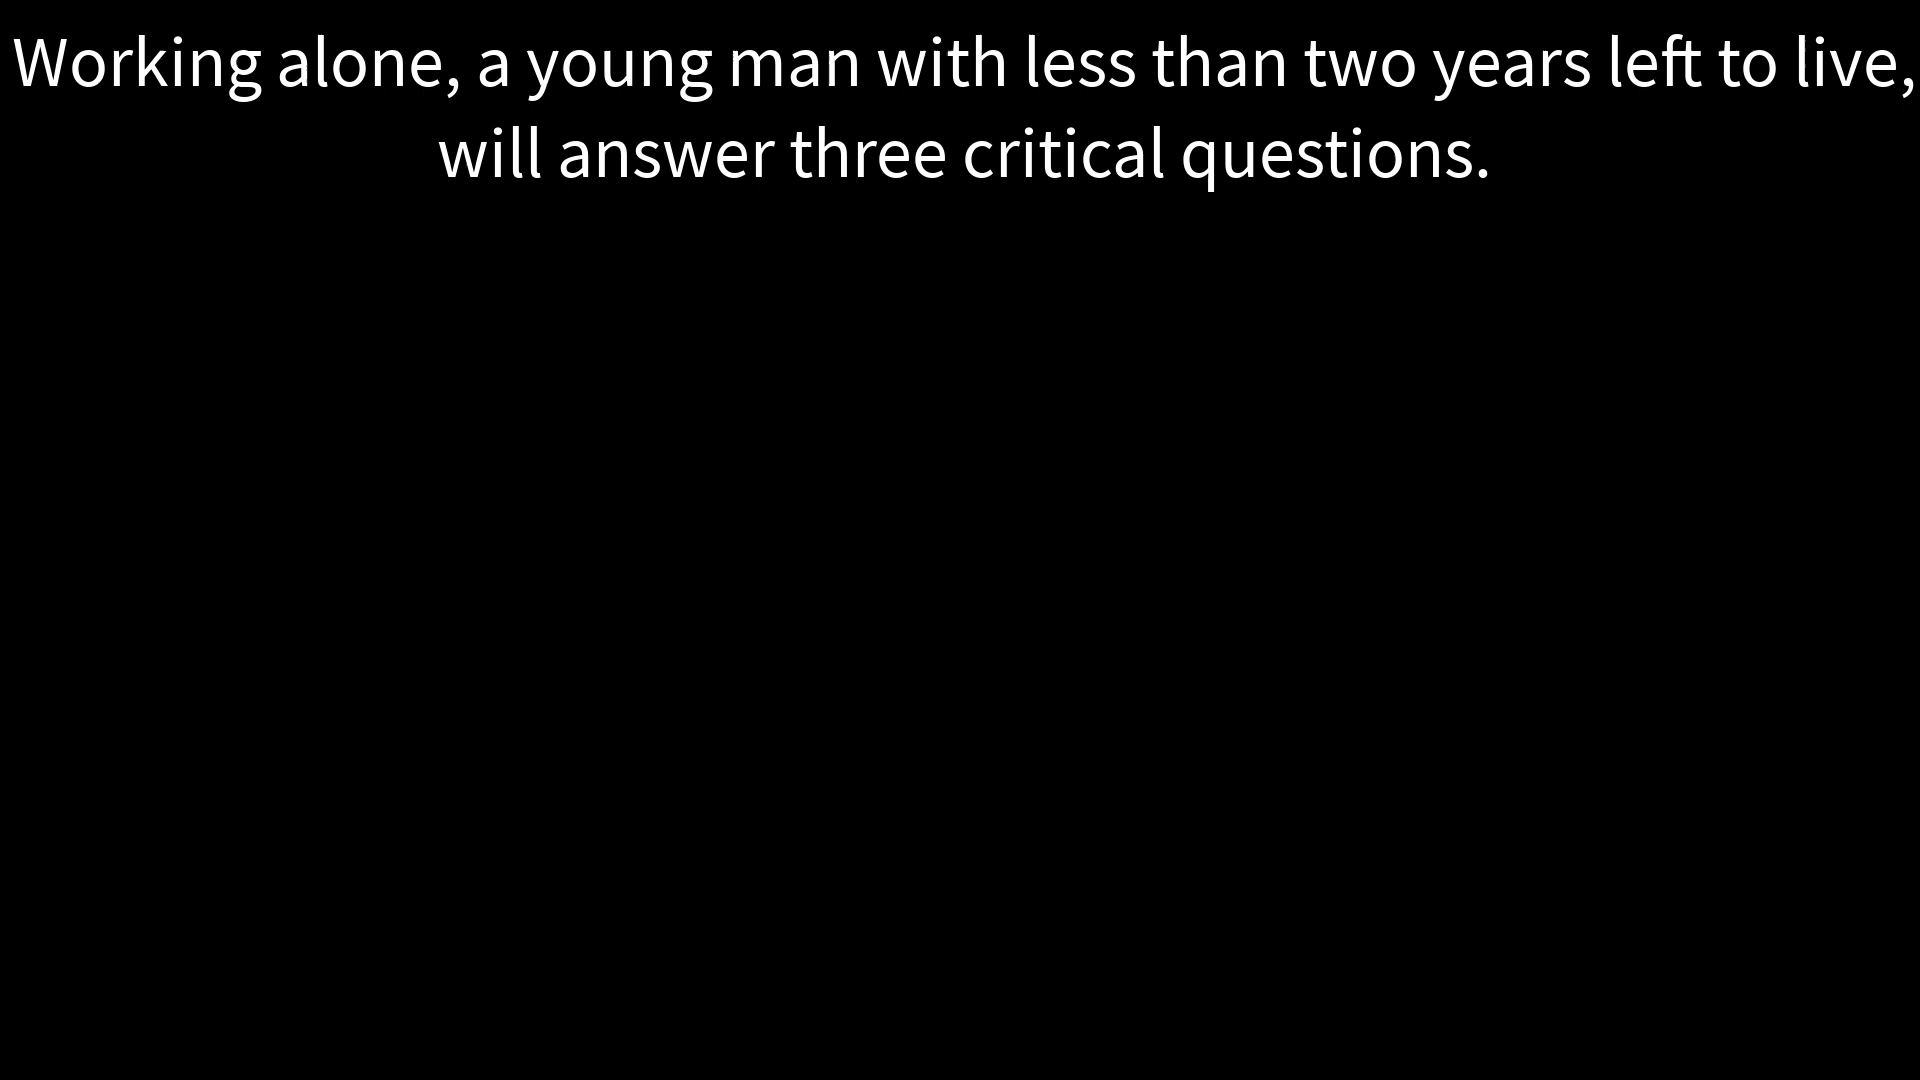 Working alone, a young man with less than two years left to live,
will answer three critical questions.